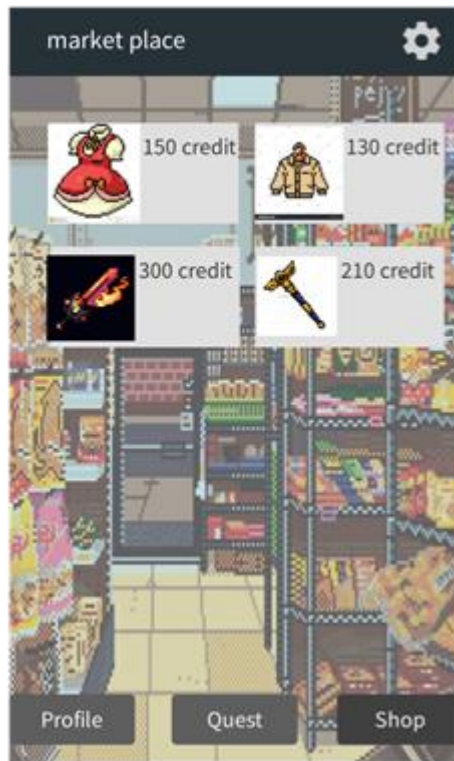 market place
150 credit
130 credit
300 credit
210 credit
Profile
Quest
Shop